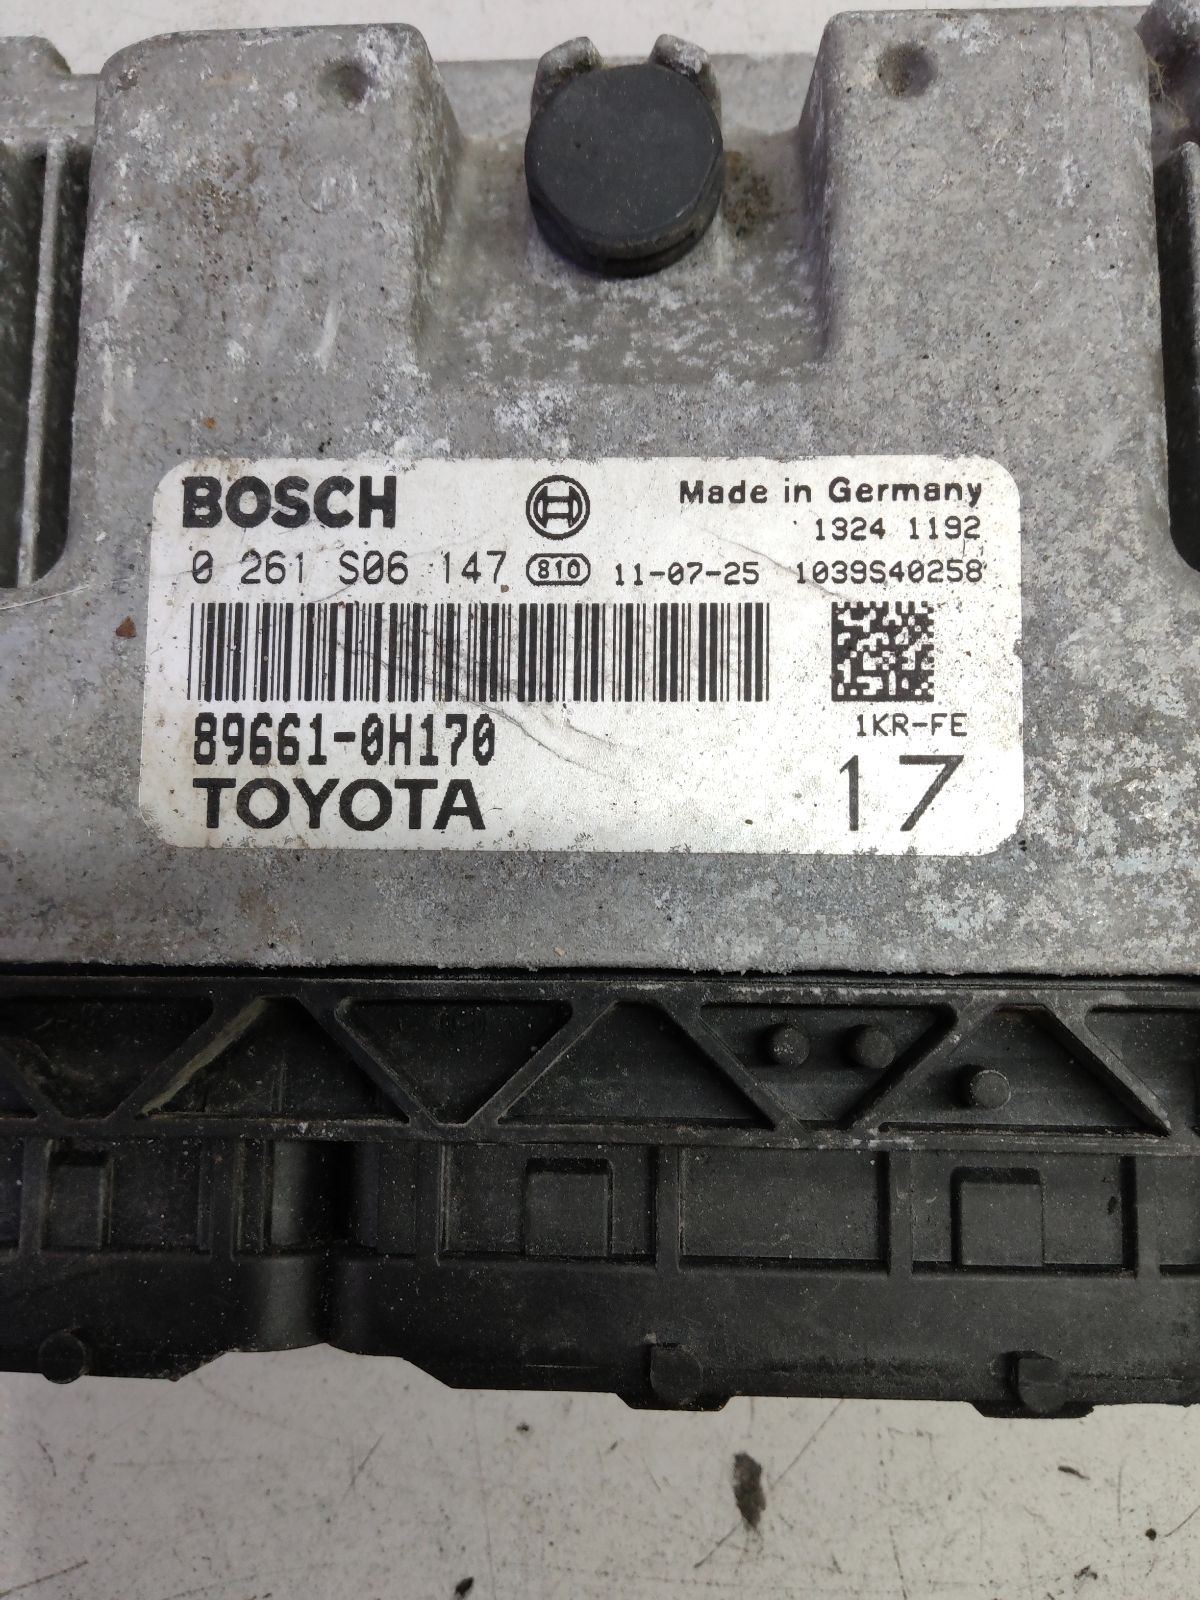 BOSCH
Made in Germany
1324 1192
0 261 S06 147 810 11-07-25 1039S40258
89661-0H170
1KR-FE
TOYOTA
17